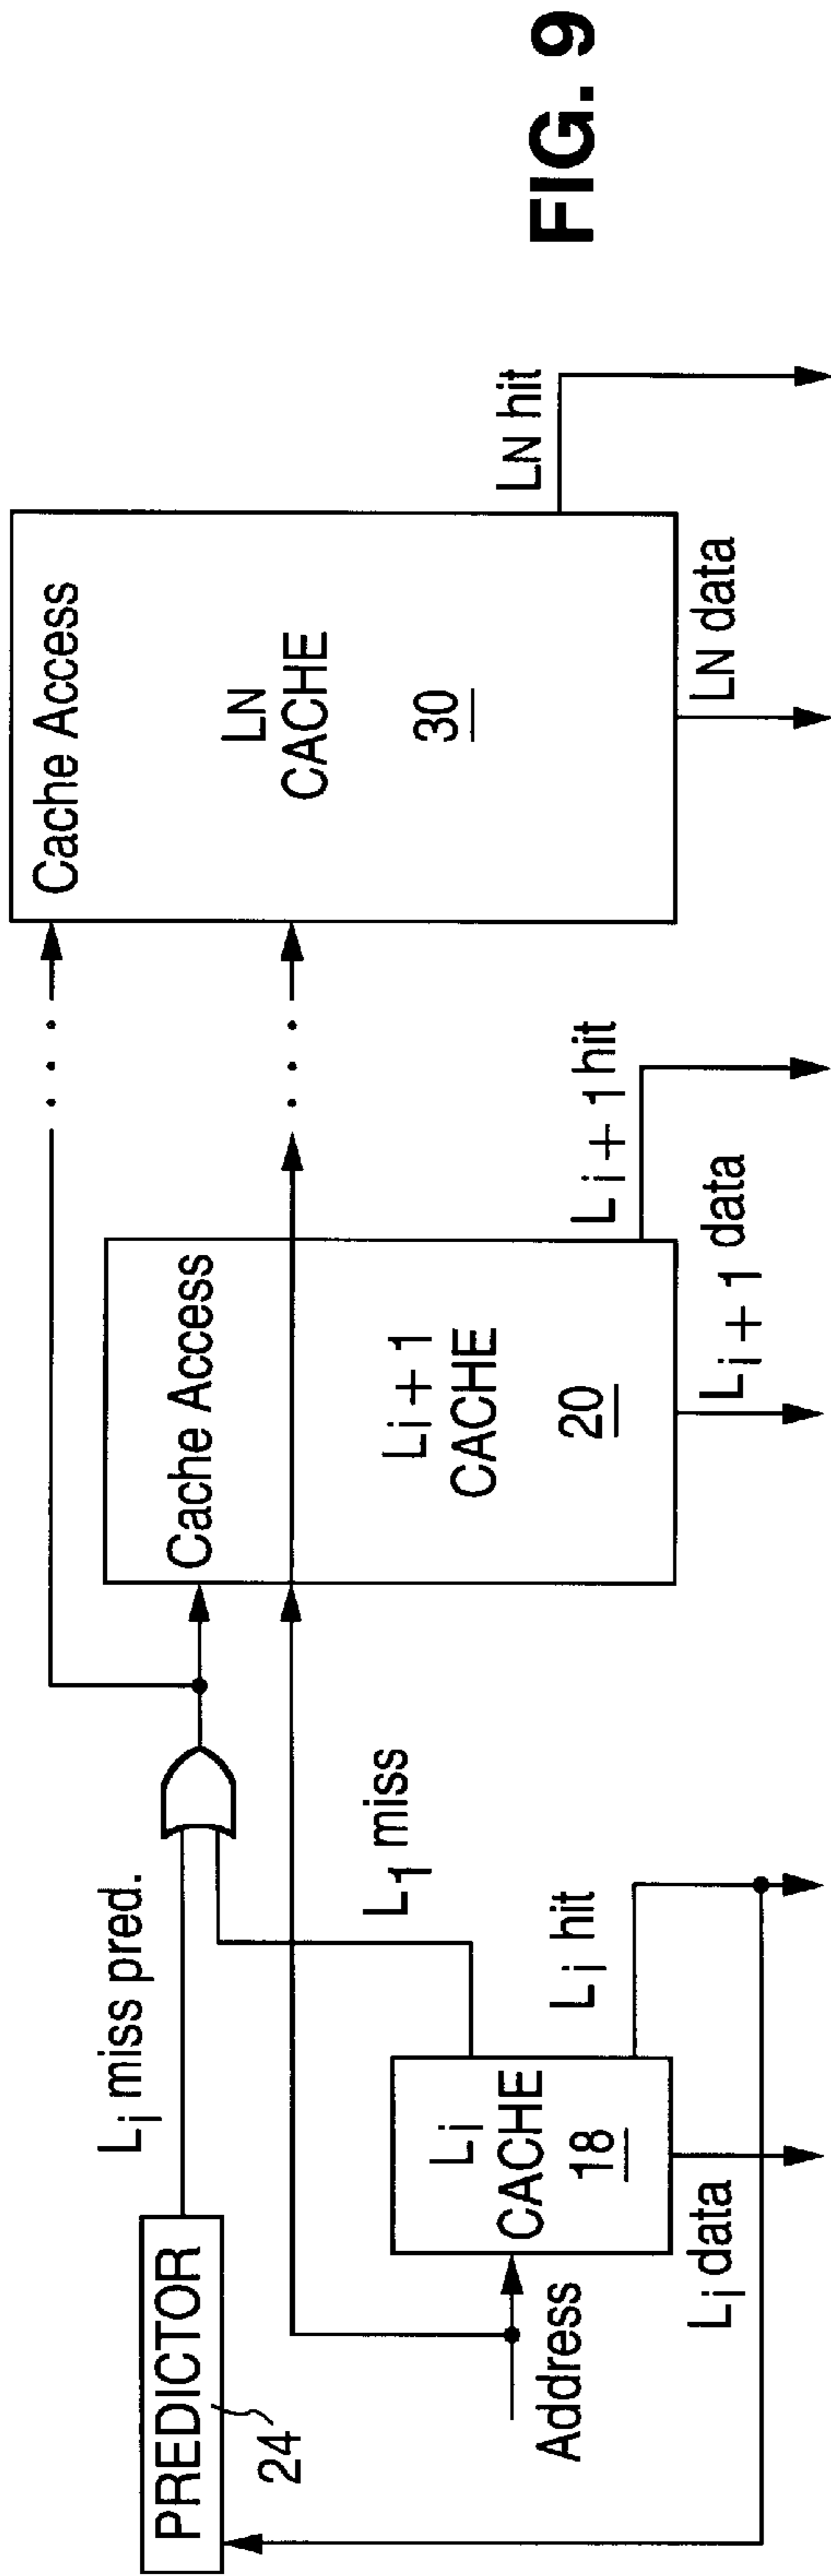 PREDICTOR
24
Li miss pred.
Address
Li
CACHE
18
Li data
Li hit
L1 miss
Cache Access
Li + 1
CACHE
20
Li + 1 data
Li + 1 hit
. . .
. . .
Cache Access
LN
CACHE
30
LN data
LN hit
FIG. 9